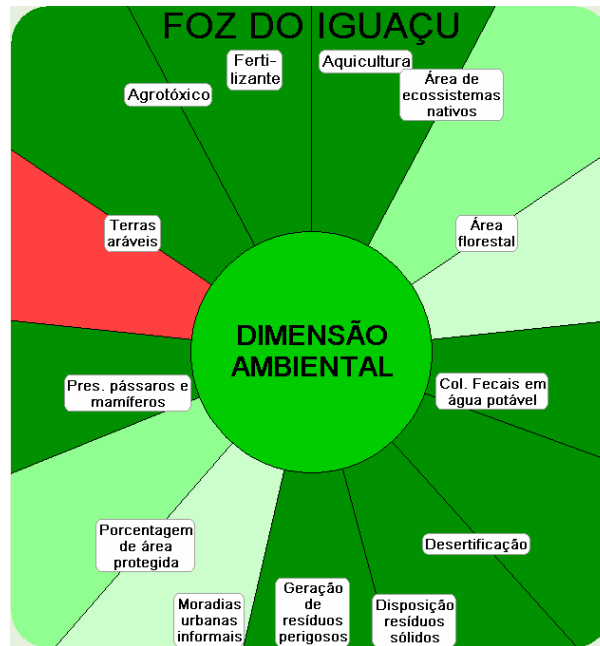 FOZ DO IGUAÇU
Ferti-
lizante
Aquicultura
Área de
ecossistemas
nativos
Agrotóxico
Terras
aráveis
Área
florestal
DIMENSÃO
AMBIENTAL
Pres. pássaros e
mamíferos
Col. Fecais em
água potável
Porcentagem
de área
protegida
Desertificação
Moradias
urbanas
informais
Geração
de
resíduos
perigosos
Disposição
resíduos
sólidos